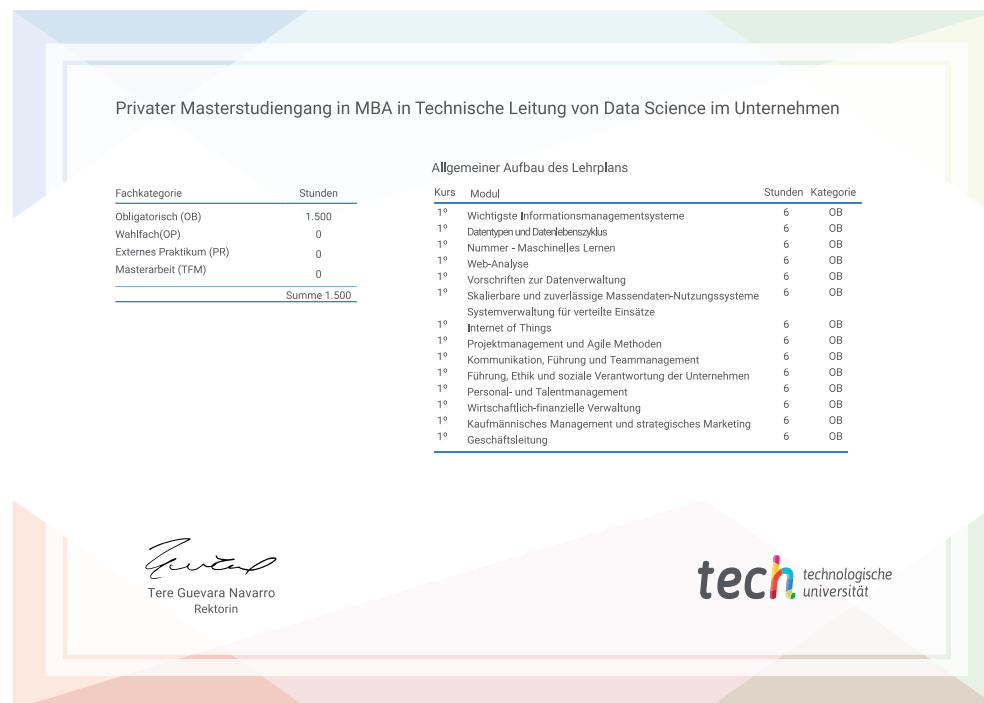 Privater Masterstudiengang in MBA in Technische Leitung von Data Science im Unternehmen
Fachkategorie Stunden
Obligatorisch (OB) 1.500
Wahlfach(OP) 0
Externes Praktikum (PR) 0
Masterarbeit (TFM) 0
Summe 1.500
Allgemeiner Aufbau des Lehrplans
Kurs Modul Stunden Kategorie
1º Wichtigste Informationsmanagementsysteme 6 OB
1º Datentypen und Datenlebenszyklus 6 OB
1º Nummer - Maschinelles Lernen 6 OB
1º Web-Analyse 6 OB
1º Vorschriften zur Datenverwaltung 6 OB
1º Skalierbare und zuverlässige Massendaten-Nutzungssysteme 6 OB
Systemverwaltung für verteilte Einsätze
1º Internet of Things 6 OB
1º Projektmanagement und Agile Methoden 6 OB
1º Kommunikation, Führung und Teammanagement 6 OB
1º Führung, Ethik und soziale Verantwortung der Unternehmen 6 OB
1º Personal- und Talentmanagement 6 OB
1º Wirtschaftlich-finanzielle Verwaltung 6 OB
1º Kaufmännisches Management und strategisches Marketing 6 OB
1º Geschäftsleitung 6 OB
Tere Guevara Navarro
Rektorin
tech technologische
universität